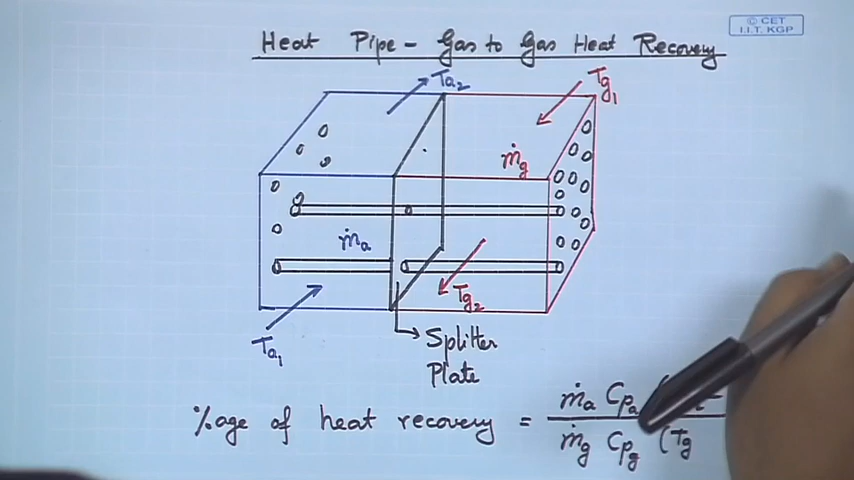 © CET
I.I.T. KGP
Heat Pipe - Gas to Gas Heat Recovery
Ta2
Tg1
ṁg
ṁa
Tg2
Ta1
Splitter
Plate
%age of heat recovery = ṁa Cpa (
ṁg Cpg (Tg